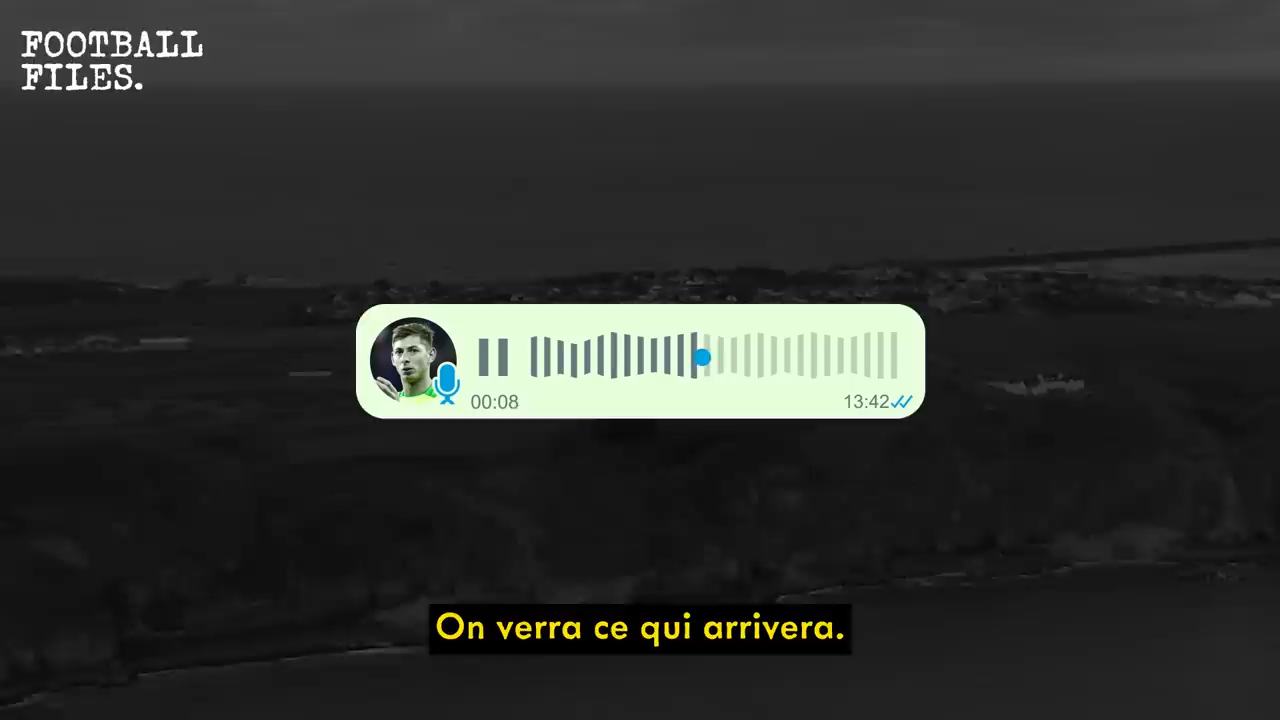 FOOTBALL
FILES.
00:08
13:42
On verra ce qui arrivera.